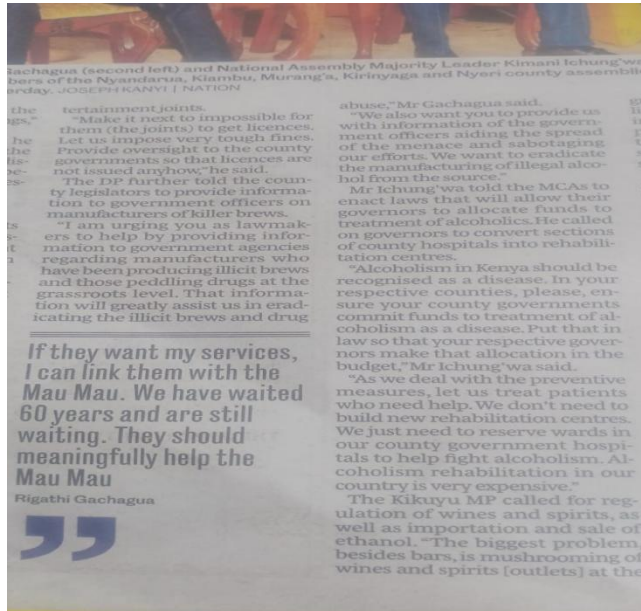 Gachagua (second left) and National Assembly Majority Leader Kimani Ichung'wa
bers of the Nyandarua, Kiambu, Murang'a, Kirinyaga and Nyeri county assembli
erday. JOSEPH KANYI | NATION
the
he
the
tertainment joints.
"Make it next to impossible for
them (the joints) to get licences.
Let us impose very tough fines.
Provide oversight to the county
governments so that licences are
not issued anyhow," he said.
The DP further told the coun-
ty legislators to provide informa-
tion to government officers on
manufacturers of killer brews.
"I am urging you as lawmak-
ers to help by providing infor-
mation to government agencies
regarding manufacturers who
have been producing illicit brews
and those peddling drugs at the
grassroots level. That informa-
tion will greatly assist us in erad-
icating the illicit brews and drug
If they want my services,
I can link them with the
Mau Mau. We have waited
60 years and are still
waiting. They should
meaningfully help the
Mau Mau
Rigathi Gachagua
abuse," Mr Gachagua said.
"We also want you to provide us
with information of the govern-
ment officers aiding the spread
of the menace and sabotaging
our efforts. We want to eradicate
the manufacturing of illegal alco-
hol from the source."
Mr Ichung'wa told the MCAs to
enact laws that will allow their
governors to allocate funds to
treatment of alcoholics. He called
on governors to convert sections
of county hospitals into rehabili-
tation centres.
"Alcoholism in Kenya should be
recognised as a disease. In your
respective counties, please, en-
sure your county governments
commit funds to treatment of al-
coholism as a disease. Put that in
law so that your respective gover-
nors make that allocation in the
budget," Mr Ichung'wa said.
"As we deal with the preventive
measures, let us treat patients
who need help. We don't need to
build new rehabilitation centres.
We just need to reserve wards in
our county government hospi-
tals to help fight alcoholism. Al-
coholism rehabilitation in our
country is very expensive."
The Kikuyu MP called for reg-
ulation of wines and spirits, as
well as importation and sale of
ethanol. "The biggest problem
besides bars, is mushrooming of
wines and spirits [outlets] at the